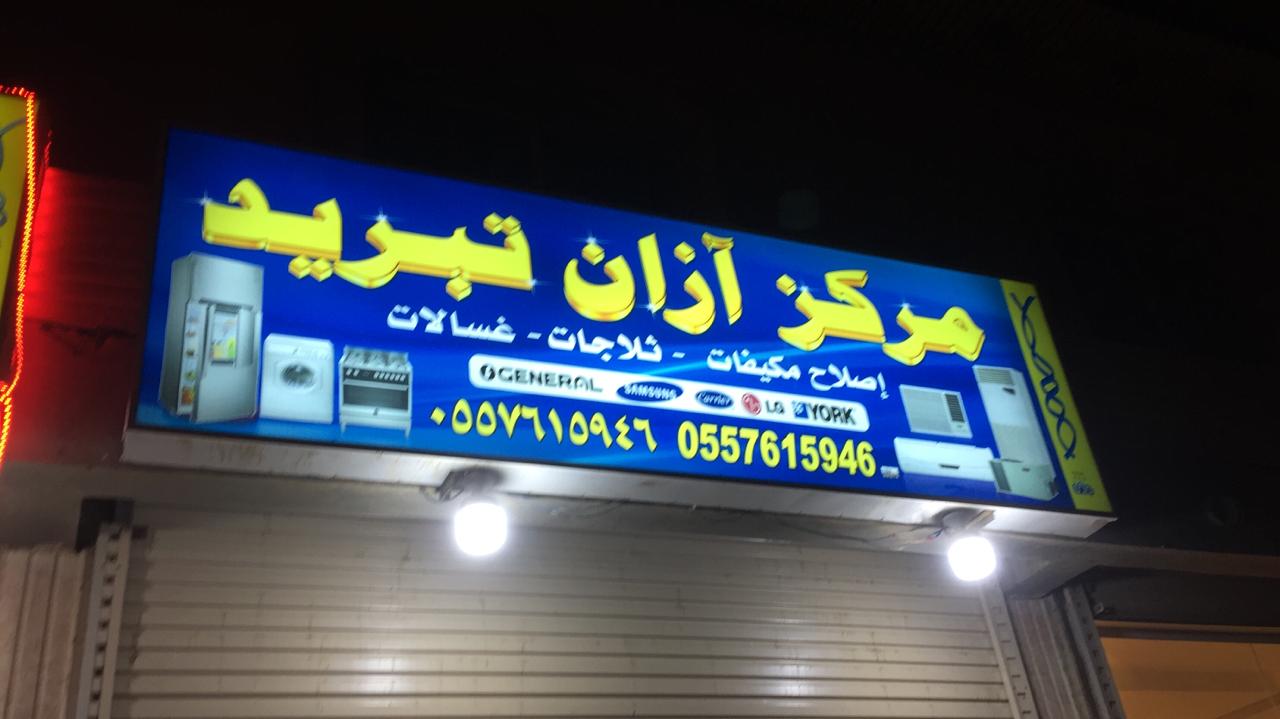 مركز آزان تبريد
إصلاح مكيفات - ثلاجات - غسالات
GENERAL SAMSUNG Carrier LG YORK
٠٥٥٧٦١٥٩٤٦ 0557615946